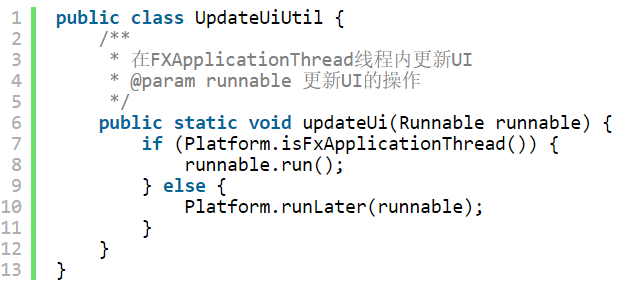 1 public class UpdateUiUtil {
2     /**
3      * 在FXApplicationThread线程内更新UI
4      * @param runnable 更新UI的操作
5      */
6     public static void updateUi(Runnable runnable) {
7         if (Platform.isFxApplicationThread()) {
8             runnable.run();
9         } else {
10             Platform.runLater(runnable);
11         }
12     }
13 }